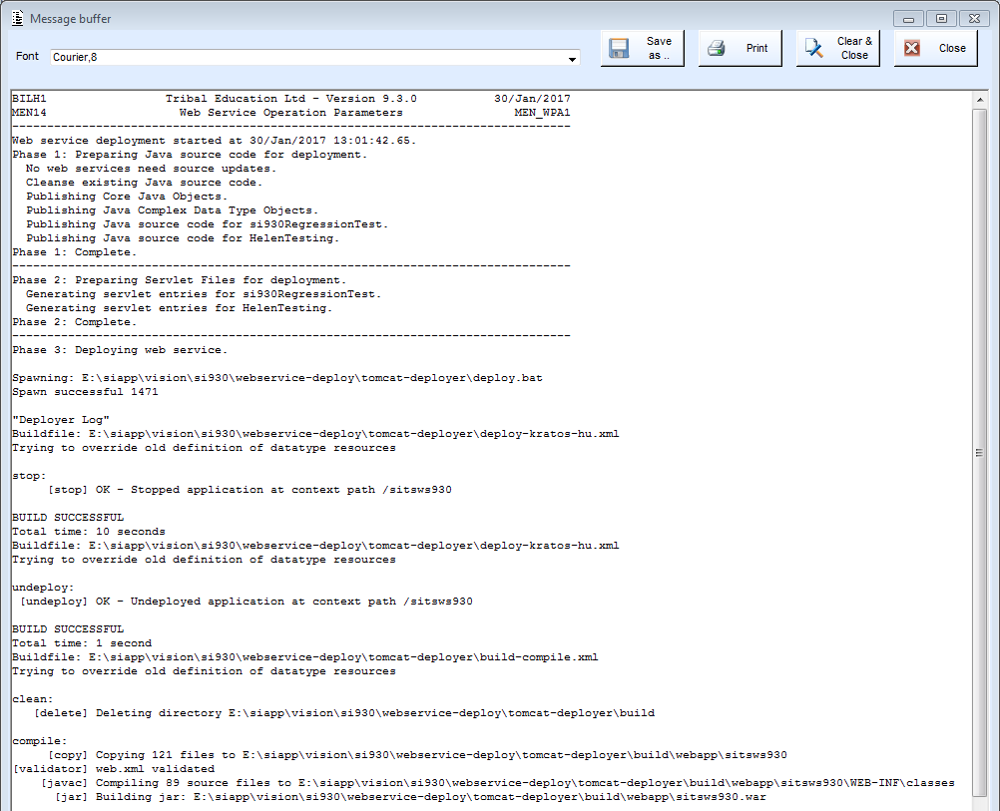 Message buffer
Font Courier,8 Save as .. Print Clear & Close Close
BILH1 Tribal Education Ltd - Version 9.3.0 30/Jan/2017
MEN14 Web Service Operation Parameters MEN_WPA1
--------------------------------------------------------------------------------
Web service deployment started at 30/Jan/2017 13:01:42.65.
Phase 1: Preparing Java source code for deployment.
  No web services need source updates.
  Cleanse existing Java source code.
  Publishing Core Java Objects.
  Publishing Java Complex Data Type Objects.
  Publishing Java source code for si930RegressionTest.
  Publishing Java source code for HelenTesting.
Phase 1: Complete.
--------------------------------------------------------------------------------
Phase 2: Preparing Servlet Files for deployment.
  Generating servlet entries for si930RegressionTest.
  Generating servlet entries for HelenTesting.
Phase 2: Complete.
--------------------------------------------------------------------------------
Phase 3: Deploying web service.
Spawning: E:\siapp\vision\si930\webservice-deploy\tomcat-deployer\deploy.bat
Spawn successful 1471
"Deployer Log"
Buildfile: E:\siapp\vision\si930\webservice-deploy\tomcat-deployer\deploy-kratos-hu.xml
Trying to override old definition of datatype resources
stop:
     [stop] OK - Stopped application at context path /sitsws930
BUILD SUCCESSFUL
Total time: 10 seconds
Buildfile: E:\siapp\vision\si930\webservice-deploy\tomcat-deployer\deploy-kratos-hu.xml
Trying to override old definition of datatype resources
undeploy:
 [undeploy] OK - Undeployed application at context path /sitsws930
BUILD SUCCESSFUL
Total time: 1 second
Buildfile: E:\siapp\vision\si930\webservice-deploy\tomcat-deployer\build-compile.xml
Trying to override old definition of datatype resources
clean:
   [delete] Deleting directory E:\siapp\vision\si930\webservice-deploy\tomcat-deployer\build
compile:
     [copy] Copying 121 files to E:\siapp\vision\si930\webservice-deploy\tomcat-deployer\build\webapp\sitsws930
[validator] web.xml validated
    [javac] Compiling 89 source files to E:\siapp\vision\si930\webservice-deploy\tomcat-deployer\build\webapp\sitsws930\WEB-INF\classes
      [jar] Building jar: E:\siapp\vision\si930\webservice-deploy\tomcat-deployer\build\webapp\sitsws930.war